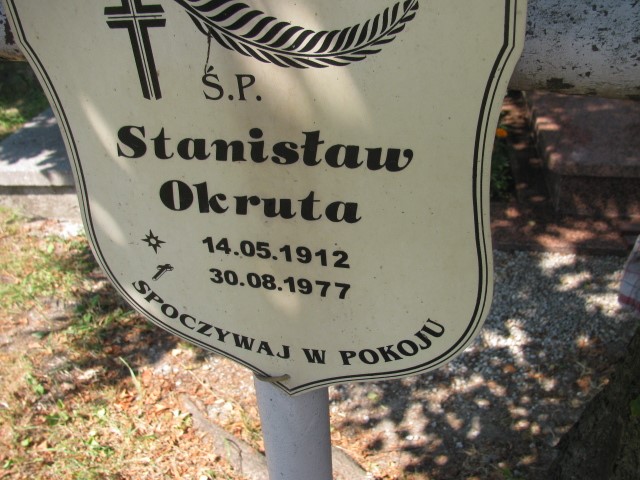 Ś.P.
Stanisław
Okruta
14.05.1912
30.08.1977
SPOCZYWAJ W POKOJU